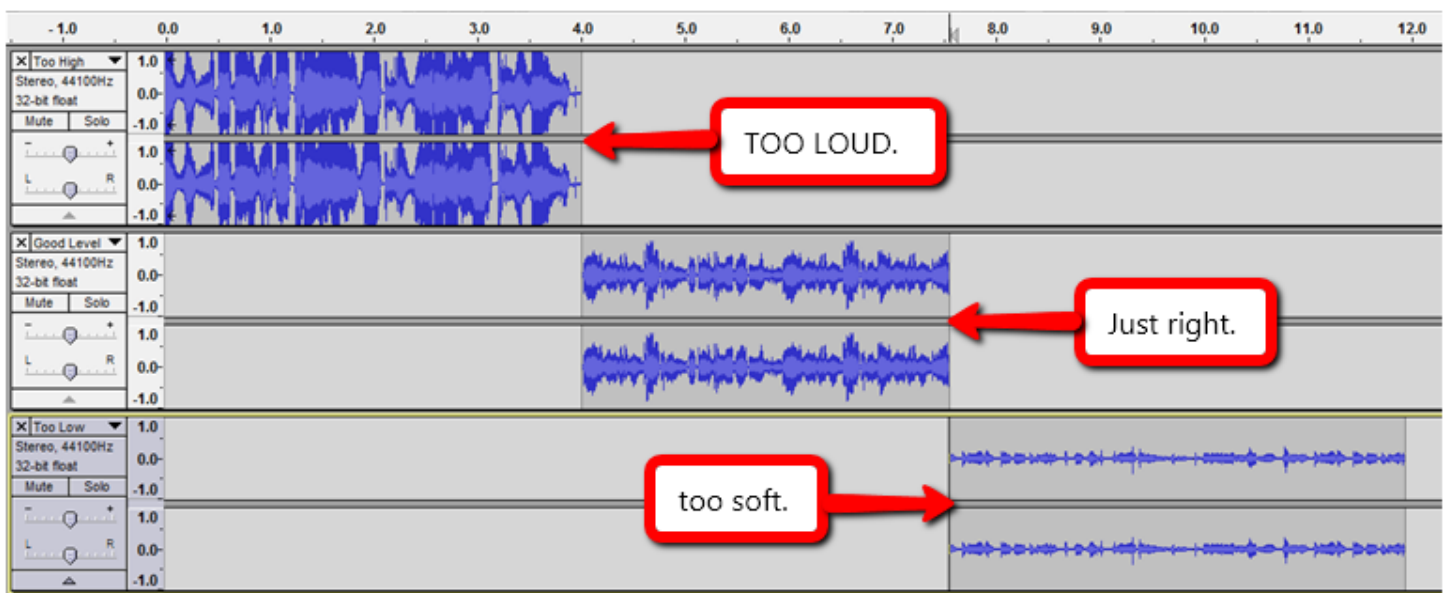 - 1.0 0.0 1.0 2.0 3.0 4.0 5.0 6.0 7.0 8.0 9.0 10.0 11.0 12.0
X Too High 1.0
Stereo, 44100Hz
32-bit float 0.0-
Mute Solo -1.0
- + 1.0
L R 0.0-
-1.0
TOO LOUD.
X Good Level 1.0
Stereo, 44100Hz
32-bit float 0.0-
Mute Solo -1.0
- + 1.0
L R 0.0-
-1.0
Just right.
X Too Low 1.0
Stereo, 44100Hz
32-bit float 0.0-
Mute Solo -1.0
- + 1.0
L R 0.0-
-1.0
too soft.